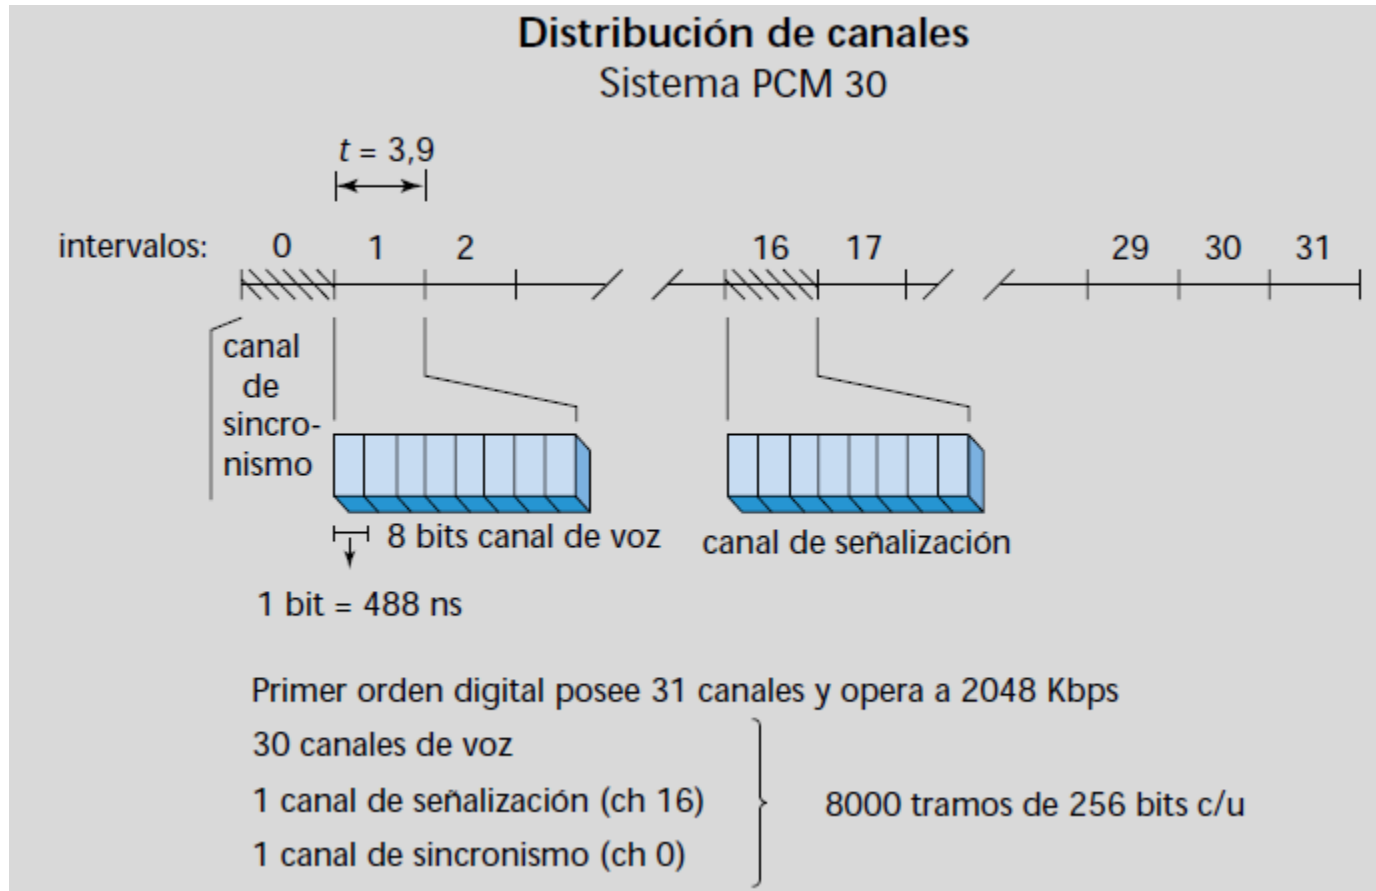 Distribución de canales
Sistema PCM 30
t = 3,9
intervalos: 0 1 2 16 17 29 30 31
canal
de
sincro-
nismo
8 bits canal de voz
canal de señalización
1 bit = 488 ns
Primer orden digital posee 31 canales y opera a 2048 Kbps
30 canales de voz
1 canal de señalización (ch 16)
8000 tramos de 256 bits c/u
1 canal de sincronismo (ch 0)